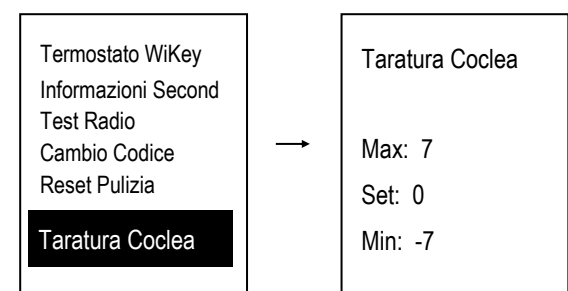 Termostato WiKey
Informazioni Second
Test Radio
Cambio Codice
Reset Pulizia
Taratura Coclea
Taratura Coclea
Max: 7
Set: 0
Min: -7